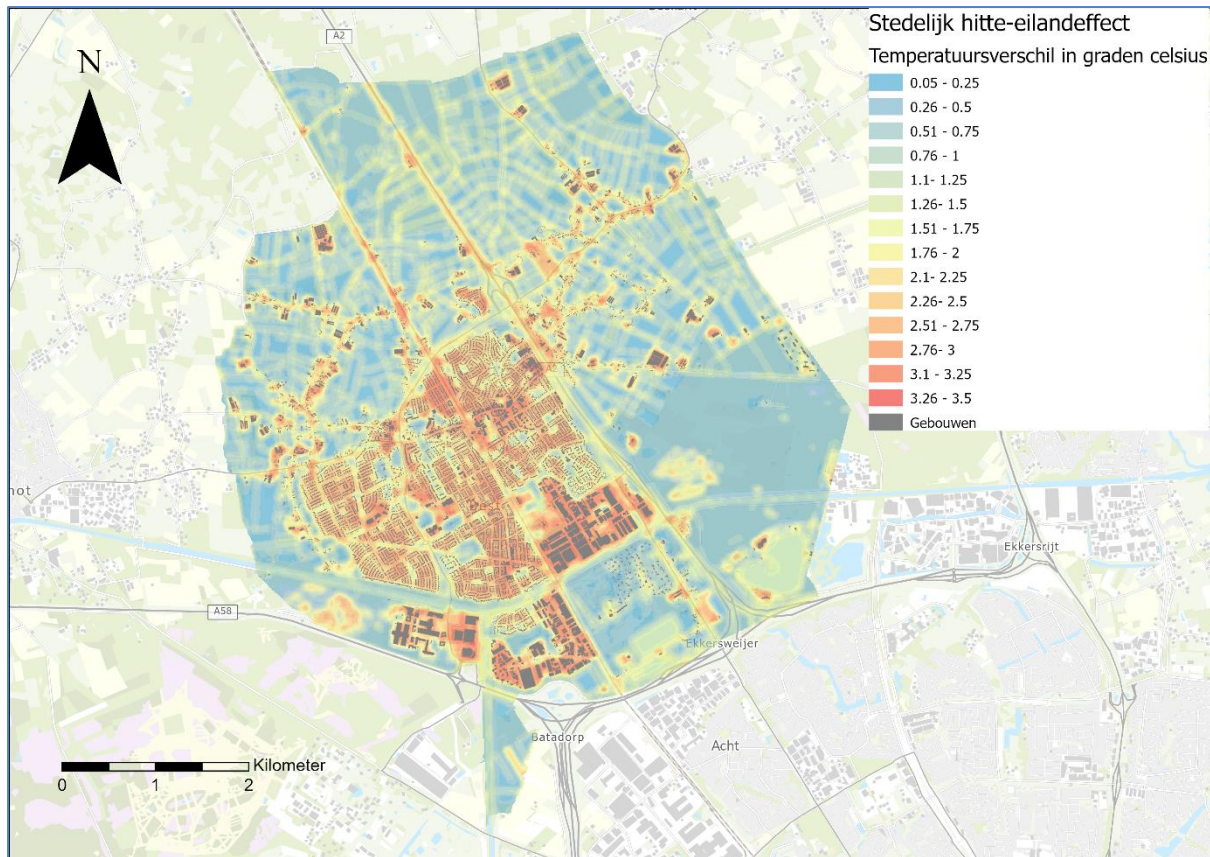 A2
N
Stedelijk hitte-eilandeffect
Temperatuursverschil in graden celsius
0.05 - 0.25
0.26 - 0.5
0.51 - 0.75
0.76 - 1
1.1- 1.25
1.26- 1.5
1.51 - 1.75
1.76 - 2
2.1- 2.25
2.26- 2.5
2.51 - 2.75
2.76- 3
3.1 - 3.25
3.26 - 3.5
Gebouwen
hot
Ekkersrijt
A58
Ekkersweijer
Batadorp
Acht
Kilometer
0 1 2